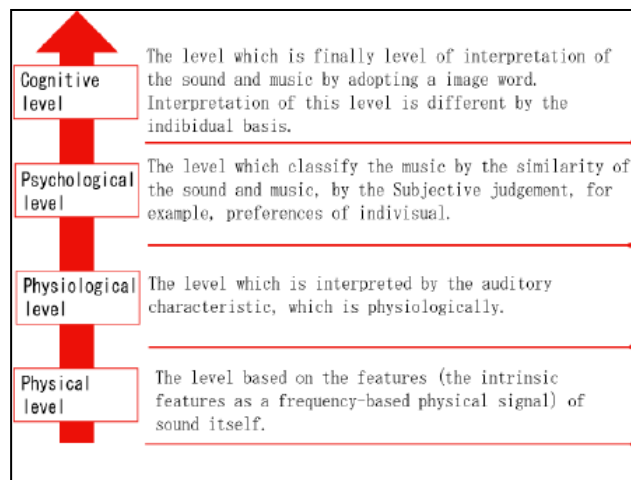 Cognitive
level
The level which is finally level of interpretation of
the sound and music by adopting a image word.
Interpretation of this level is different by the
indibidual basis.
Psychological
level
The level which classify the music by the similarity of
the sound and music, by the Subjective judgement, for
example, preferences of indivisual.
Physiological
level
The level which is interpreted by the auditory
characteristic, which is physiologically.
Physical
level
The level based on the features (the intrinsic
features as a frequency-based physical signal) of
sound itself.